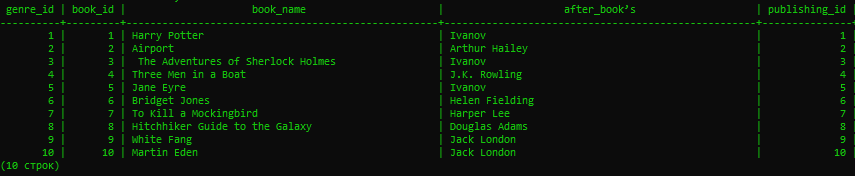 genre_id | book_id | book_name | after_book’s | publishing_id
1 | 1 | Harry Potter | Ivanov | 1
2 | 2 | Airport | Arthur Hailey | 2
3 | 3 | The Adventures of Sherlock Holmes | Ivanov | 3
4 | 4 | Three Men in a Boat | J.K. Rowling | 4
5 | 5 | Jane Eyre | Ivanov | 5
6 | 6 | Bridget Jones | Helen Fielding | 6
7 | 7 | To Kill a Mockingbird | Harper Lee | 7
8 | 8 | Hitchhiker Guide to the Galaxy | Douglas Adams | 8
9 | 9 | White Fang | Jack London | 9
10 | 10 | Martin Eden | Jack London | 10
(10 строк)